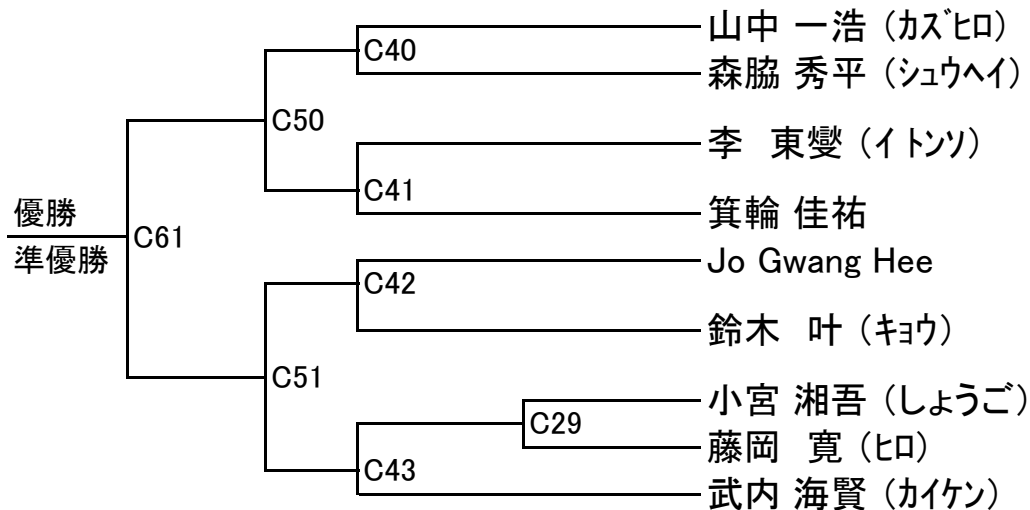 山中 一浩 (ｶｽﾞﾋﾛ)
C40
森脇 秀平 (ｼｭｳﾍｲ)
C50
李　東燮 (ｲ ﾄﾝｿ)
C41
箕輪 佳祐
優勝
C61
準優勝
Jo Gwang Hee
C42
鈴木　叶 (ｷｮｳ)
C51
小宮 湘吾 (しょうご)
C29
藤岡　寛 (ﾋﾛ)
C43
武内 海賢 (ｶｲｹﾝ)